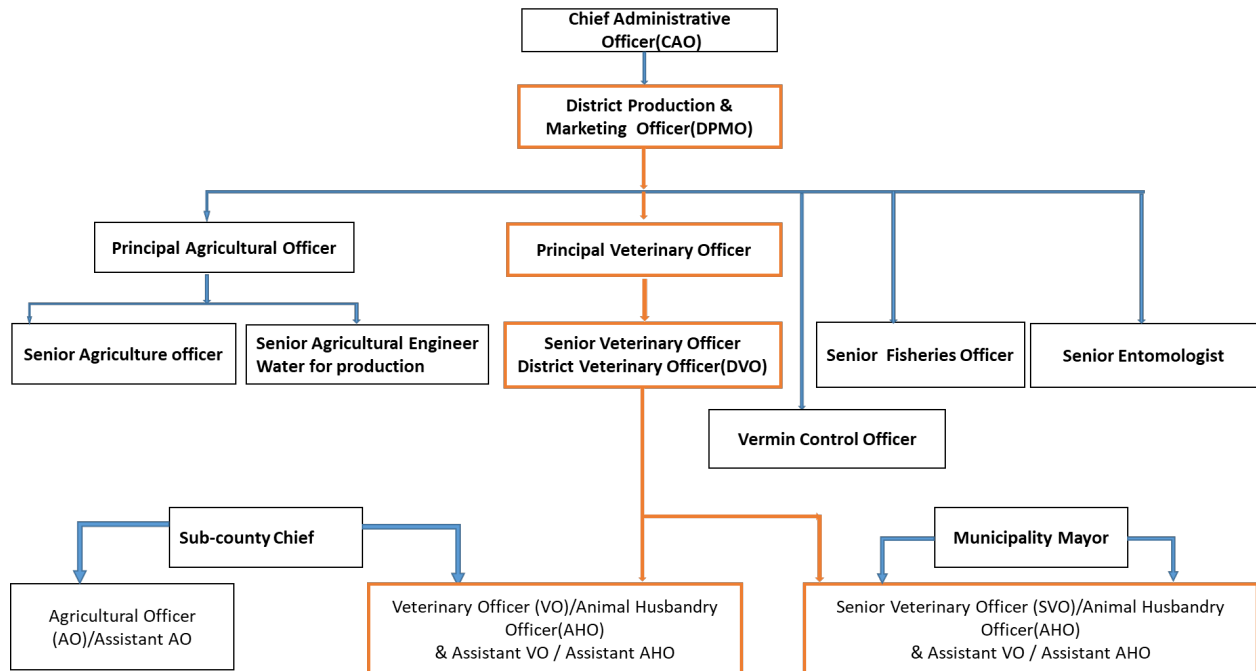 Chief Administrative
Officer(CAO)
District Production &
Marketing Officer(DPMO)
Principal Agricultural Officer
Principal Veterinary Officer
Senior Agriculture officer
Senior Agricultural Engineer
Water for production
Senior Veterinary Officer
District Veterinary Officer(DVO)
Senior Fisheries Officer
Senior Entomologist
Vermin Control Officer
Sub-county Chief
Municipality Mayor
Agricultural Officer
(AO)/Assistant AO
Veterinary Officer (VO)/Animal Husbandry
Officer(AHO)
& Assistant VO / Assistant AHO
Senior Veterinary Officer (SVO)/Animal Husbandry
Officer(AHO)
& Assistant VO / Assistant AHO